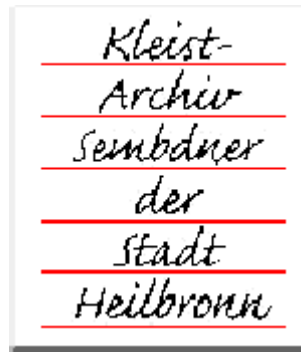 Kleist-
Archiv
Sembdner
der
Stadt
Heilbronn